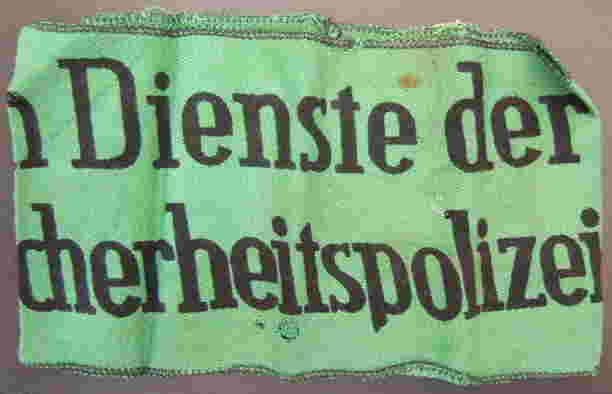 n Dienste der
cherheitspolizei